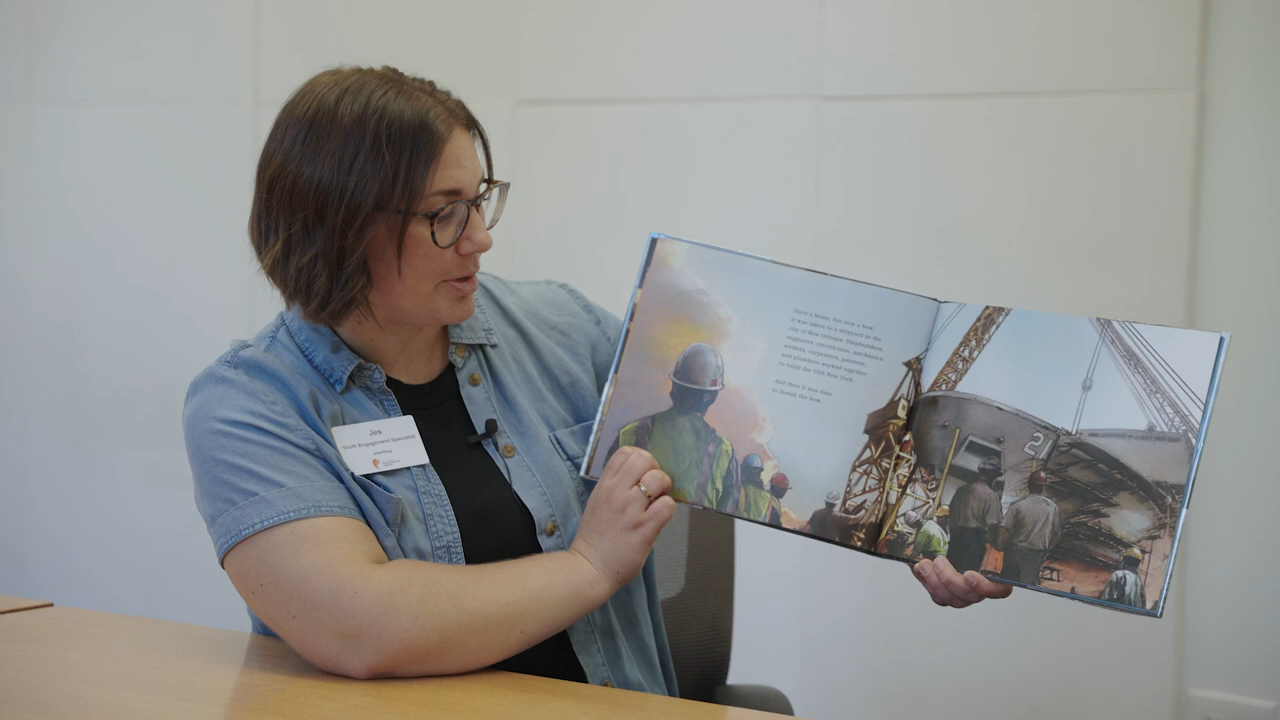 Jes
Youth Engagement Specialist
she/they
Once a beam, but now a bow,
it was taken to a shipyard in the
city of New Orleans. Shipbuilders,
engineers, electricians, mechanics,
welders, carpenters, painters,
and plumbers worked together
to build the USS New York.
And then it was time
to install the bow.
21